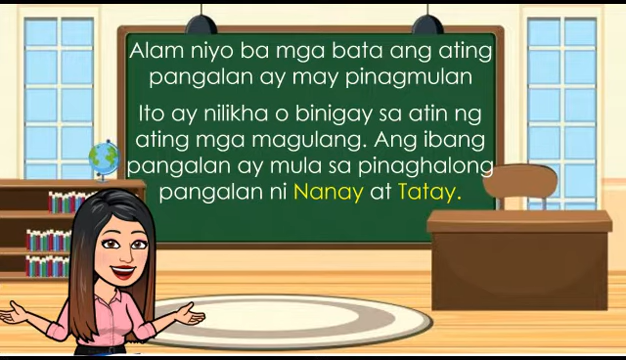 Alam niyo ba mga bata ang ating
pangalan ay may pinagmulan
Ito ay nilikha o binigay sa atin ng
ating mga magulang. Ang ibang
pangalan ay mula sa pinaghalong
pangalan ni Nanay at Tatay.